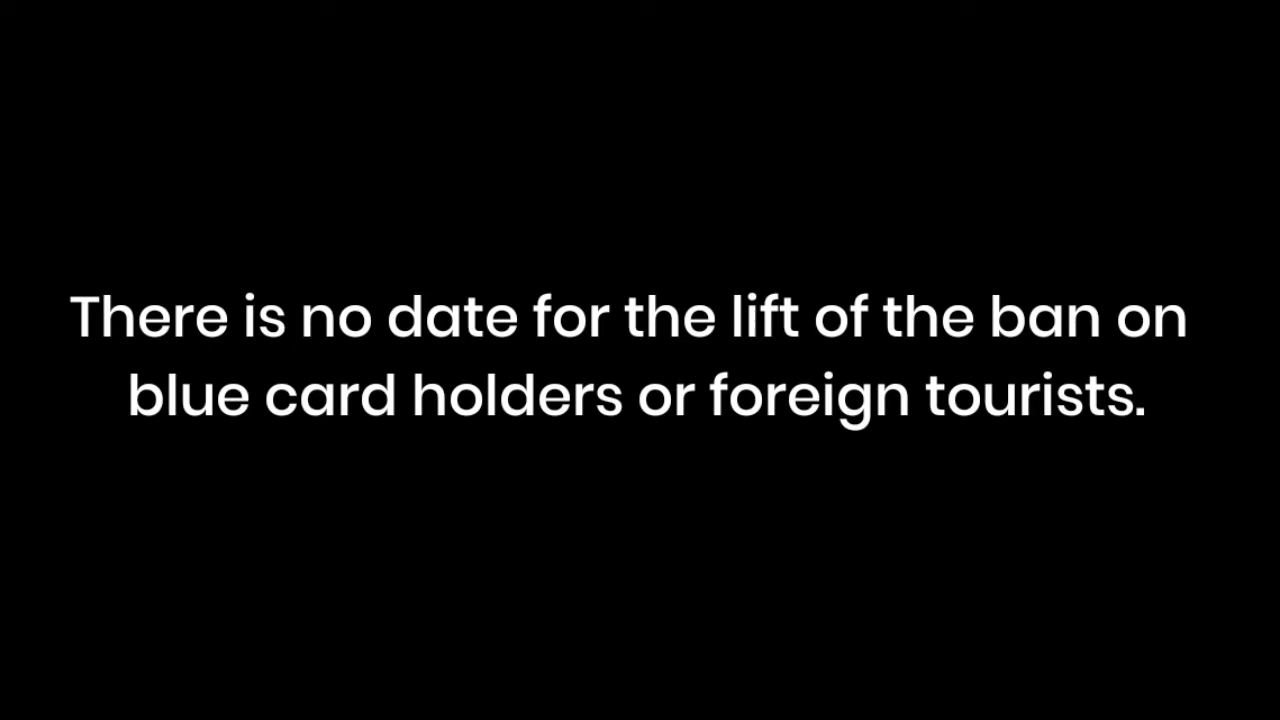 There is no date for the lift of the ban on
blue card holders or foreign tourists.